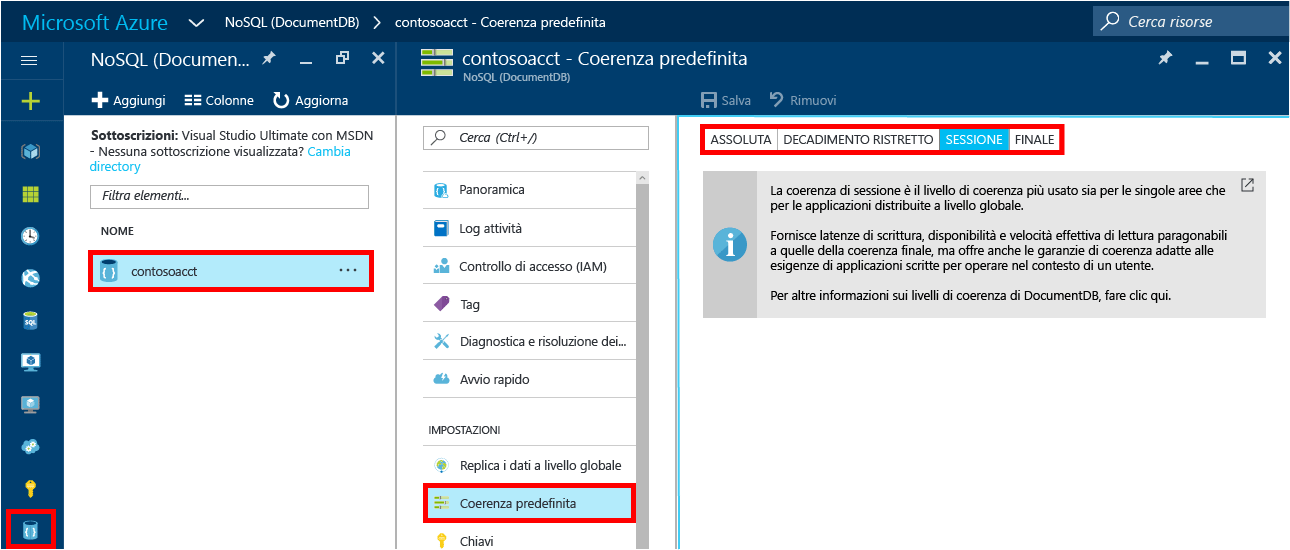 Microsoft Azure
NoSQL (DocumentDB)
contosoacct - Coerenza predefinita
Cerca risorse
NoSQL (Documen...
Aggiungi
Colonne
Aggiorna
Sottoscrizioni: Visual Studio Ultimate con MSDN
- Nessuna sottoscrizione visualizzata? Cambia
directory
Filtra elementi...
NOME
contosoacct
SQL
contosoacct - Coerenza predefinita
NoSQL (DocumentDB)
Cerca (Ctrl+/)
Panoramica
Log attività
Controllo di accesso (IAM)
Tag
Diagnostica e risoluzione dei...
Avvio rapido
IMPOSTAZIONI
Replica i dati a livello globale
Coerenza predefinita
Chiavi
Salva
Rimuovi
ASSOLUTA
DECADIMENTO RISTRETTO
SESSIONE
FINALE
La coerenza di sessione è il livello di coerenza più usato sia per le singole aree che
per le applicazioni distribuite a livello globale.
Fornisce latenze di scrittura, disponibilità e velocità effettiva di lettura paragonabili
a quelle della coerenza finale, ma offre anche le garanzie di coerenza adatte alle
esigenze di applicazioni scritte per operare nel contesto di un utente.
Per altre informazioni sui livelli di coerenza di DocumentDB, fare clic qui.